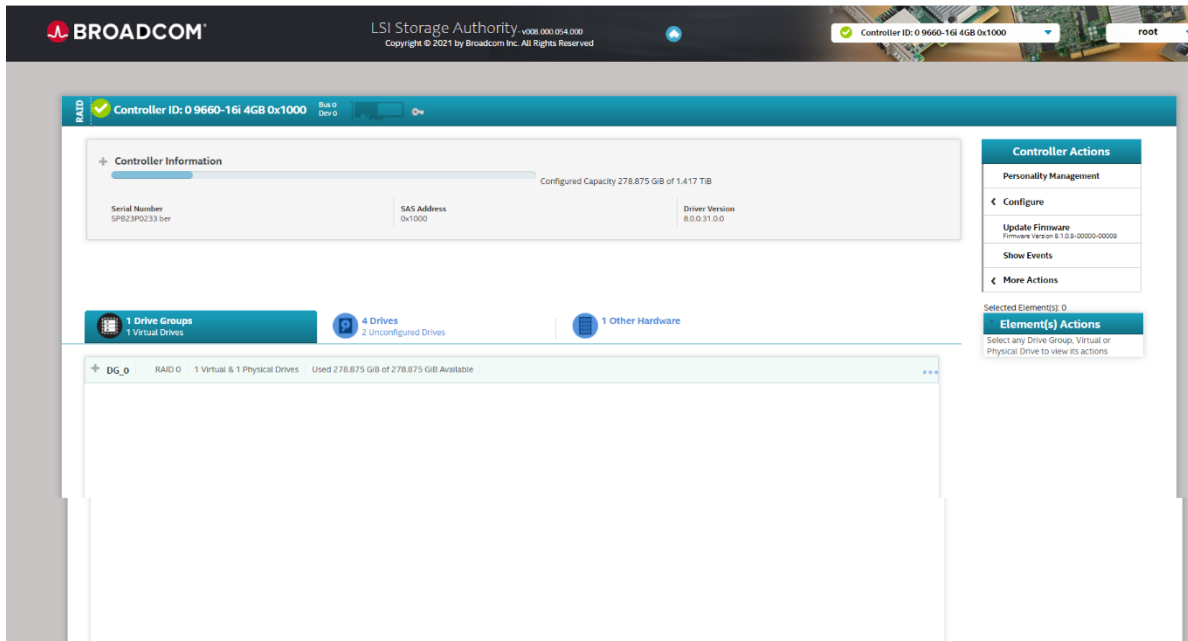 BROADCOM
LSI Storage Authority - v008.000.054.000
Copyright © 2021 by Broadcom Inc. All Rights Reserved
Controller ID: 0 9660-16i 4GB 0x1000
root
RAID
Controller ID: 0 9660-16i 4GB 0x1000
Bus 0
Dev 0
Controller Information
Configured Capacity 278.875 GiB of 1.417 TiB
Serial Number
SPB23P0233 ber
SAS Address
0x1000
Driver Version
8.0.0.31.0.0
Controller Actions
Personality Management
Configure
Update Firmware
Firmware Version 8.1.0.9-00000-00009
Show Events
More Actions
1 Drive Groups
1 Virtual Drives
4 Drives
2 Unconfigured Drives
1 Other Hardware
Selected Element(s): 0
Element(s) Actions
Select any Drive Group, Virtual or
Physical Drive to view its actions
DG_0 RAID 0 1 Virtual & 1 Physical Drives Used 278.875 GiB of 278.875 GiB Available